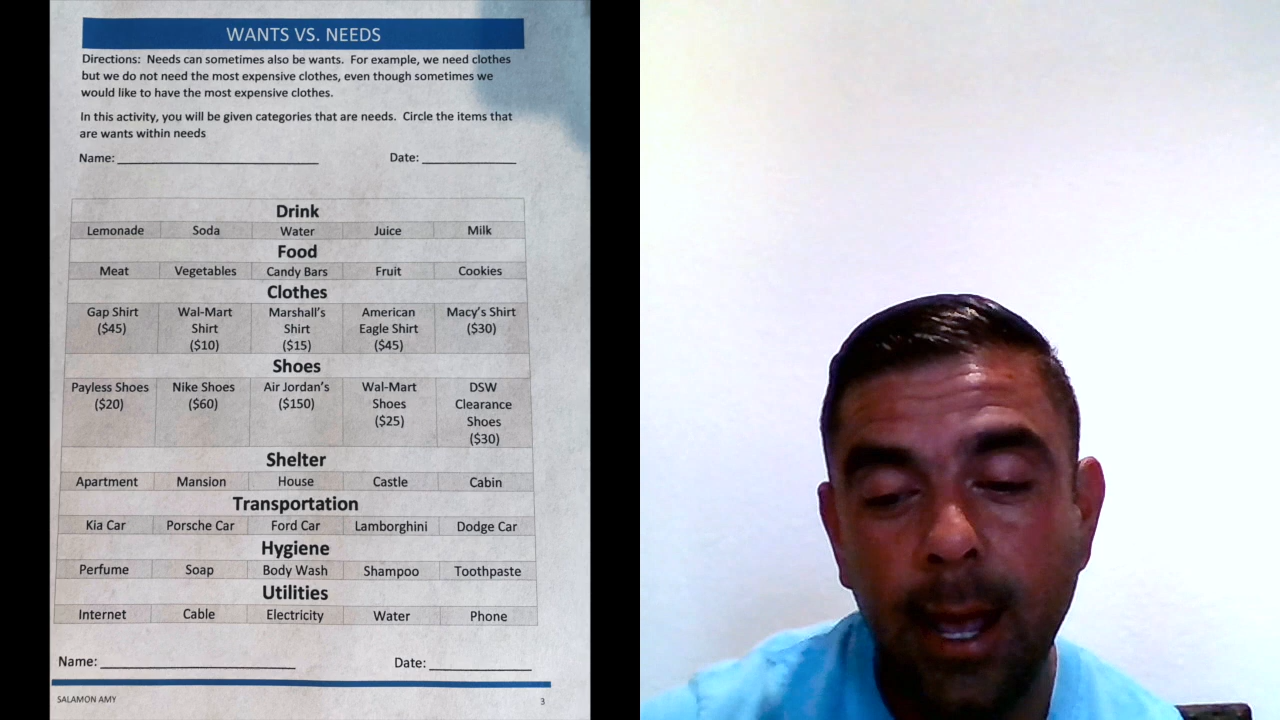 WANTS VS. NEEDS
Directions: Needs can sometimes also be wants. For example, we need clothes
but we do not need the most expensive clothes, even though sometimes we
would like to have the most expensive clothes.
In this activity, you will be given categories that are needs. Circle the items that
are wants within needs
Name: ____________________ Date: ____________
Drink
Lemonade Soda Water Juice Milk
Food
Meat Vegetables Candy Bars Fruit Cookies
Clothes
Gap Shirt ($45) Wal-Mart Shirt ($10) Marshall's Shirt ($15) American Eagle Shirt ($45) Macy's Shirt ($30)
Shoes
Payless Shoes ($20) Nike Shoes ($60) Air Jordan's ($150) Wal-Mart Shoes ($25) DSW Clearance Shoes ($30)
Shelter
Apartment Mansion House Castle Cabin
Transportation
Kia Car Porsche Car Ford Car Lamborghini Dodge Car
Hygiene
Perfume Soap Body Wash Shampoo Toothpaste
Utilities
Internet Cable Electricity Water Phone
Name: ____________________ Date: ____________
SALAMON AMY 3